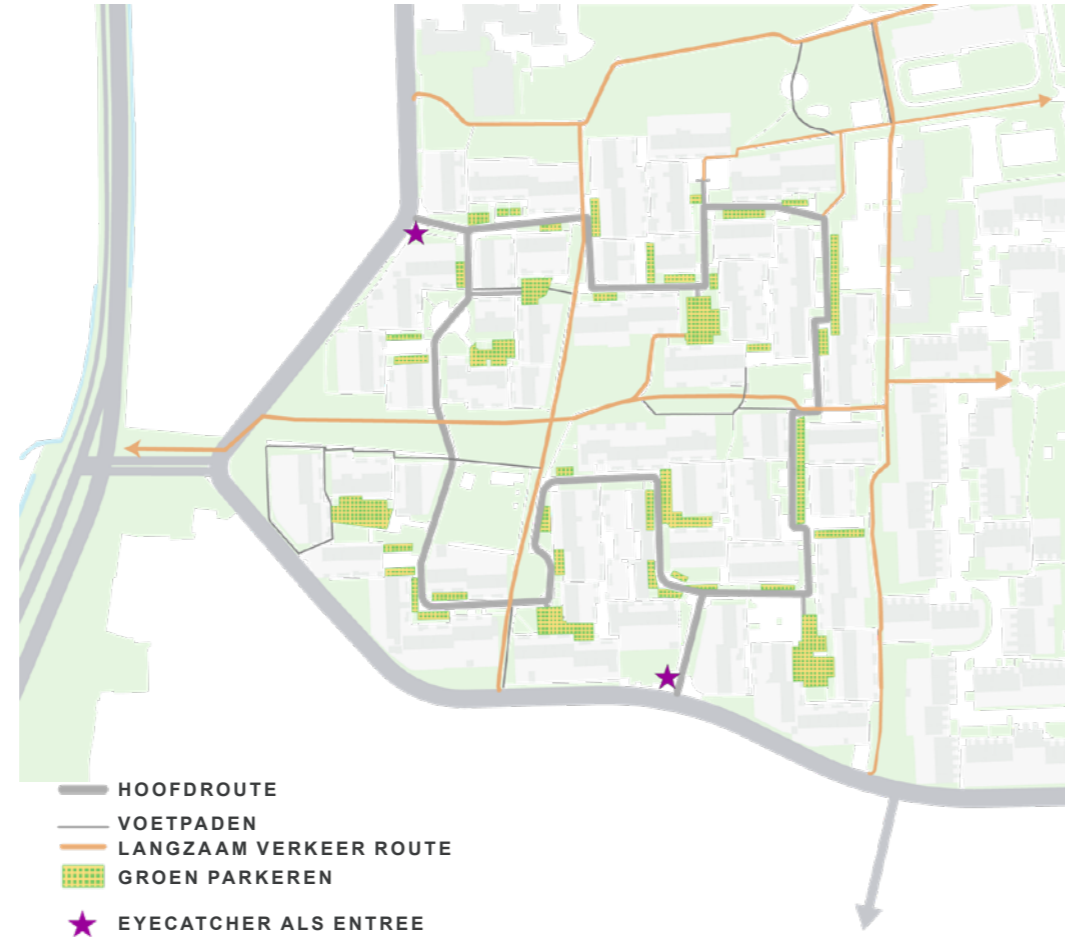 HOOFDROUTE
VOETPADEN
LANGZAAM VERKEER ROUTE
GROEN PARKEREN
EYECATCHER ALS ENTREE